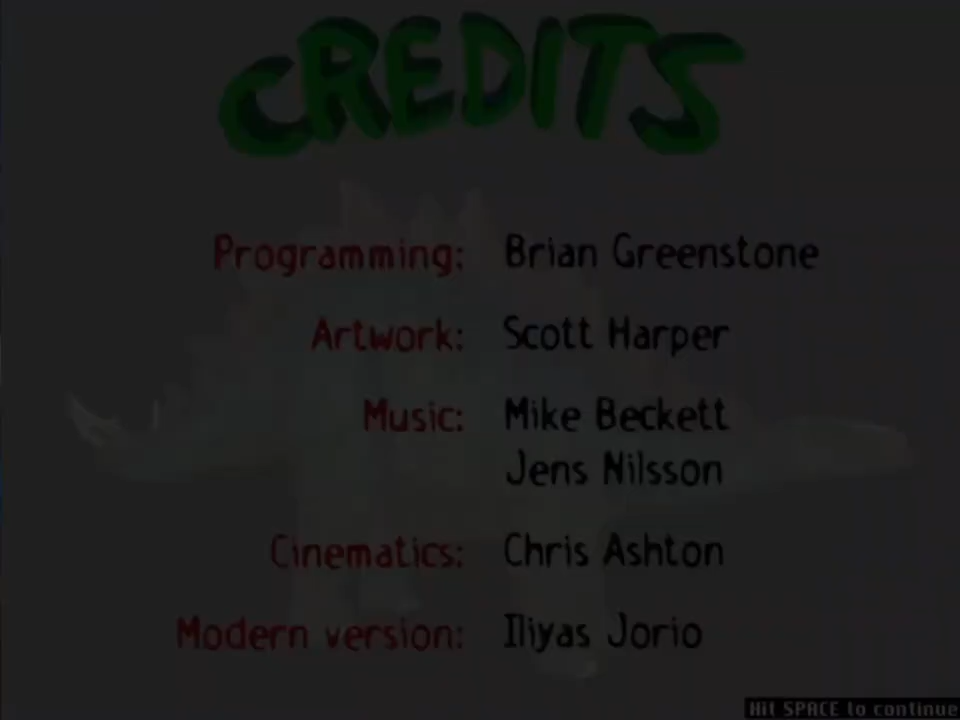 CREDITS
Programming: Brian Greenstone
Artwork: Scott Harper
Music: Mike Beckett
Jens Nilsson
Cinematics: Chris Ashton
Modern version: Iliyas Jorio
Hit SPACE to continue